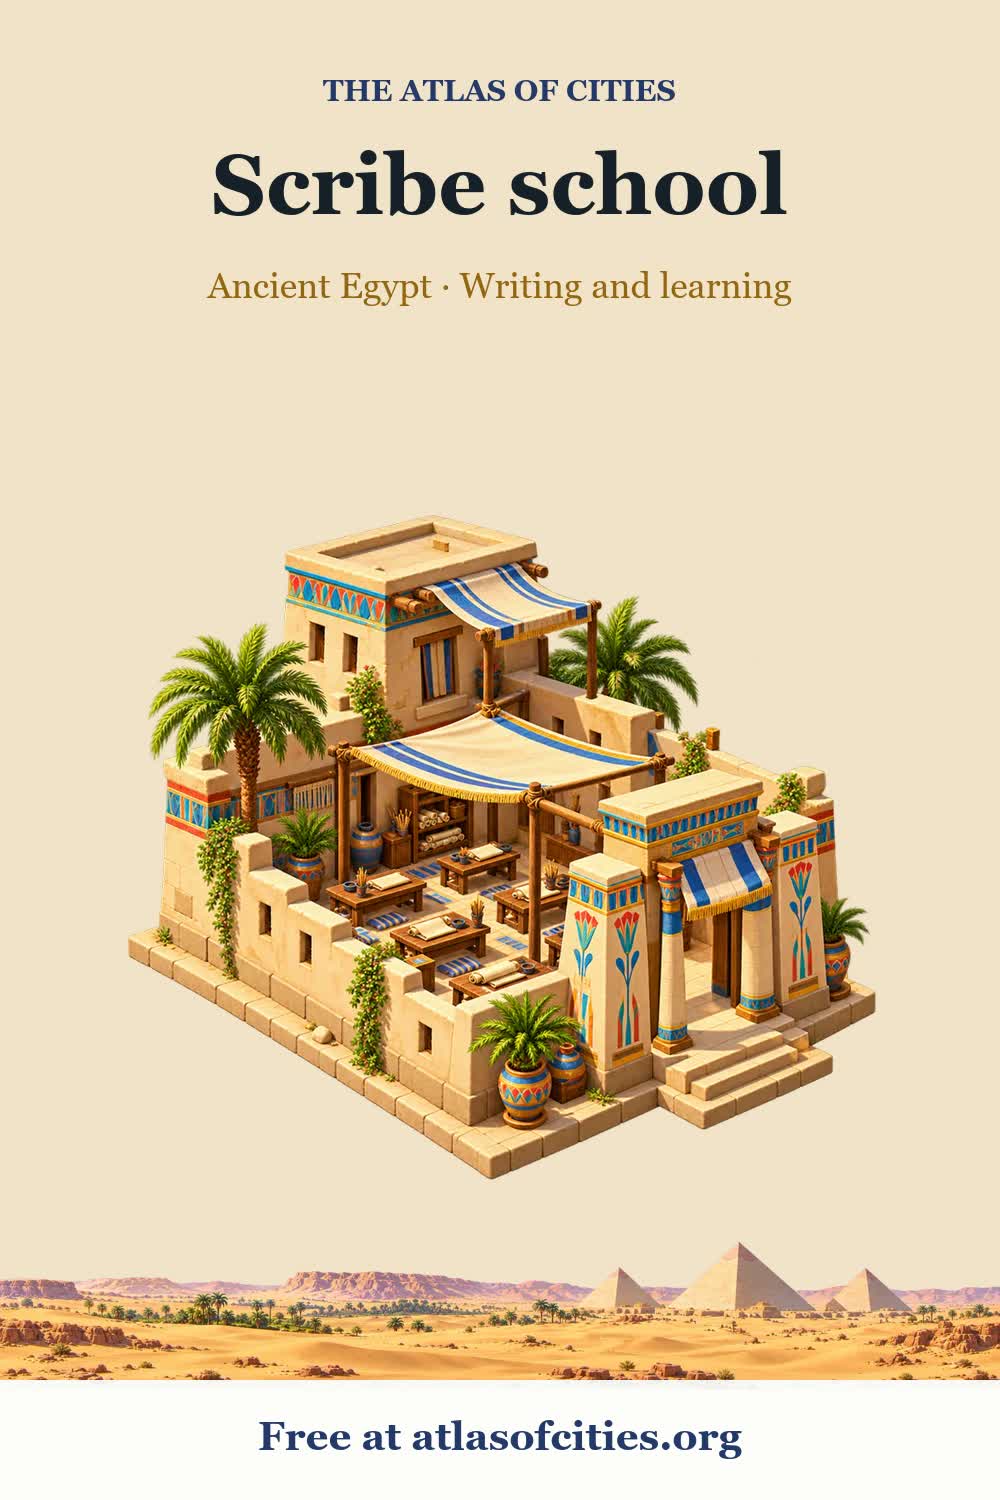 THE ATLAS OF CITIES
Scribe school
Ancient Egypt · Writing and learning
Free at atlasofcities.org